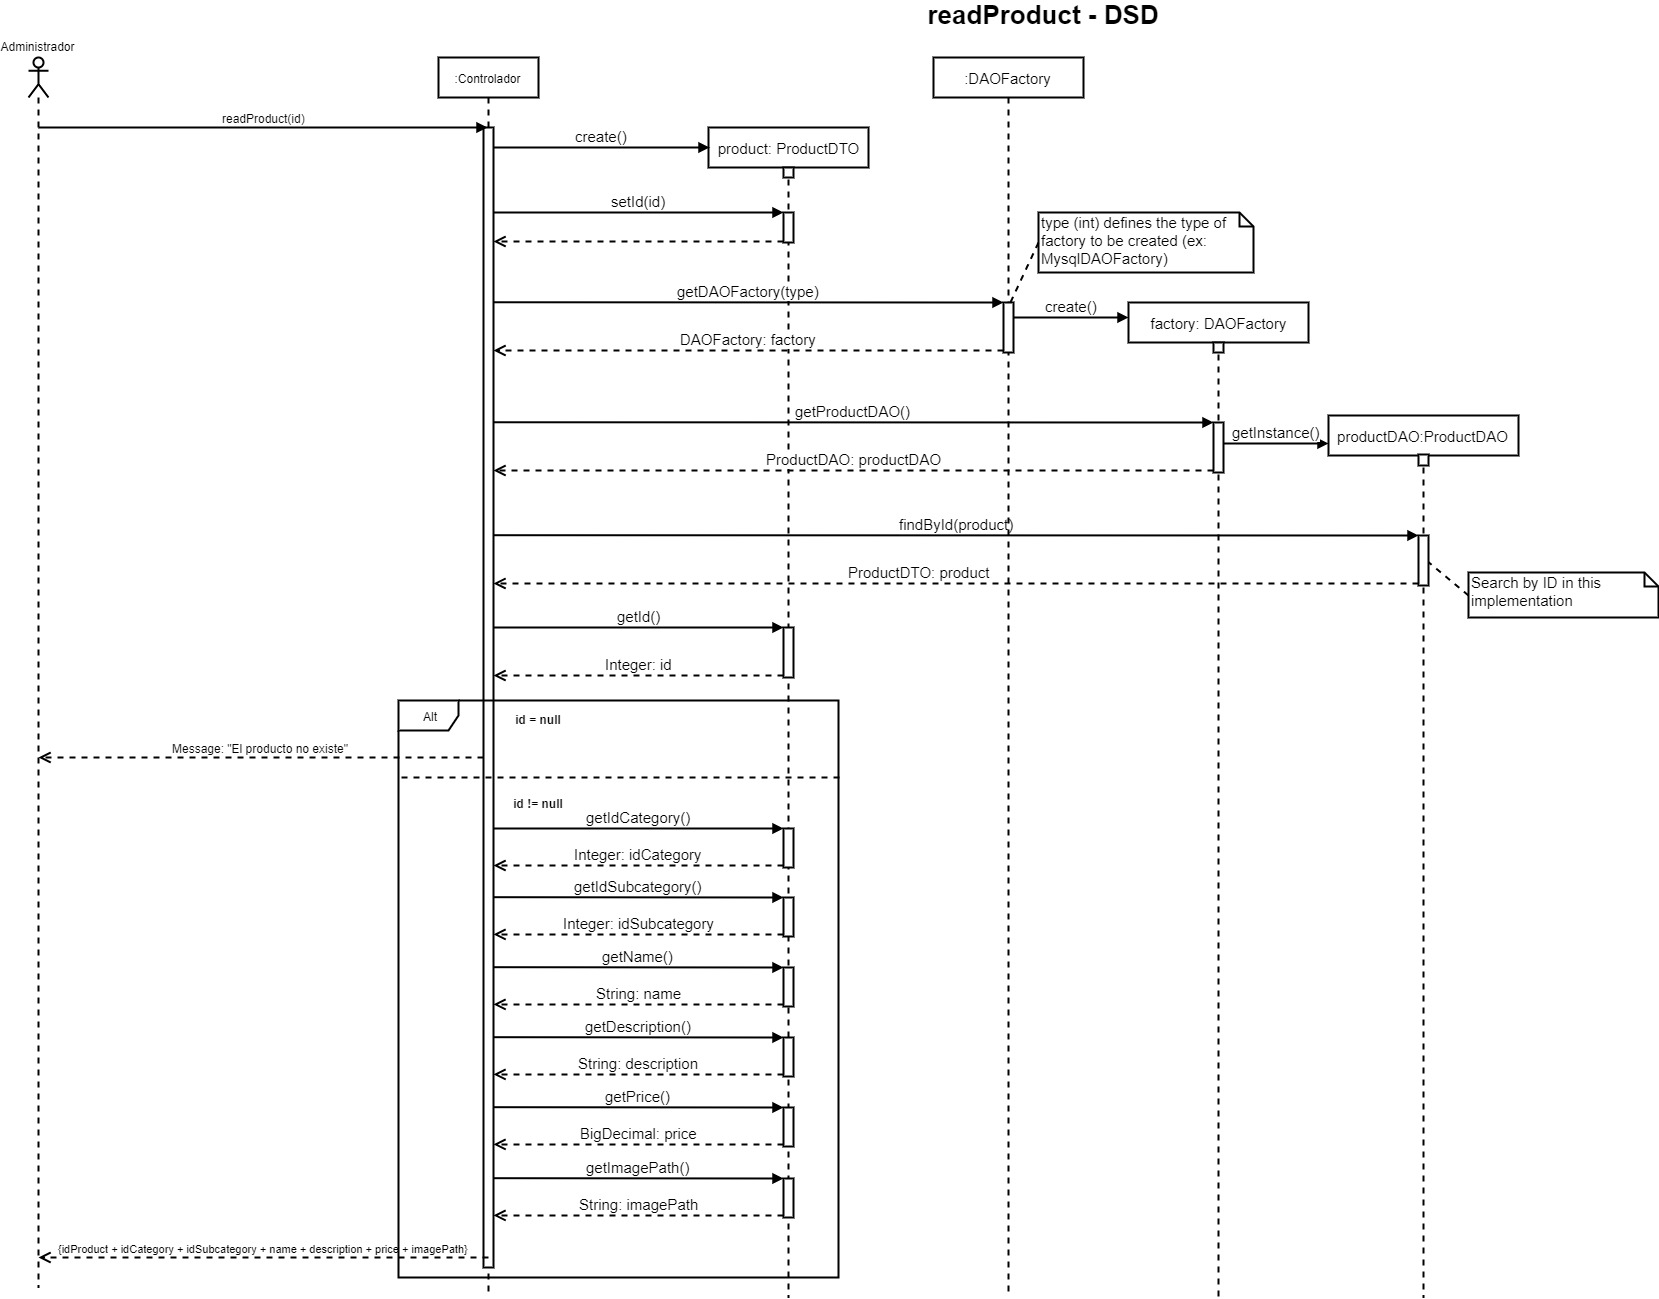 readProduct - DSD
Administrador
:Controlador
:DAOFactory
readProduct(id)
create()
product: ProductDTO
setId(id)
type (int) defines the type of
factory to be created (ex:
MysqlDAOFactory)
getDAOFactory(type)
create()
factory: DAOFactory
DAOFactory: factory
getProductDAO()
getInstance()
productDAO:ProductDAO
ProductDAO: productDAO
findById(product)
ProductDTO: product
Search by ID in this
implementation
getId()
Integer: id
Alt
id = null
Message: "El producto no existe"
id != null
getIdCategory()
Integer: idCategory
getIdSubcategory()
Integer: idSubcategory
getName()
String: name
getDescription()
String: description
getPrice()
BigDecimal: price
getImagePath()
String: imagePath
{idProduct + idCategory + idSubcategory + name + description + price + imagePath}